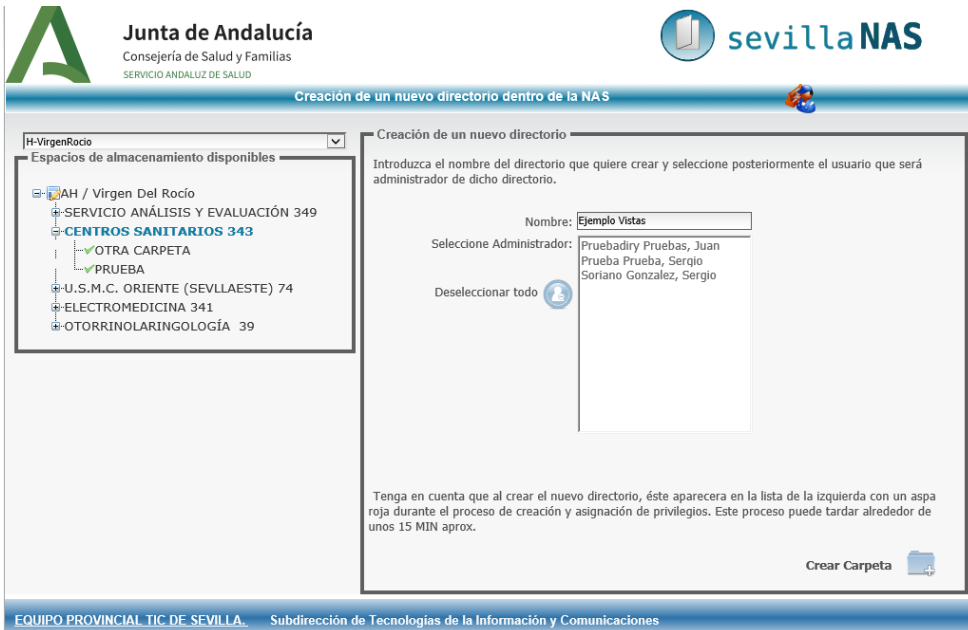 Junta de Andalucía
Consejería de Salud y Familias
SERVICIO ANDALUZ DE SALUD
sevillaNAS
Creación de un nuevo directorio dentro de la NAS
H-VirgenRocio
Espacios de almacenamiento disponibles
AH / Virgen Del Rocío
SERVICIO ANÁLISIS Y EVALUACIÓN 349
CENTROS SANITARIOS 343
OTRA CARPETA
PRUEBA
U.S.M.C. ORIENTE (SEVLLAESTE) 74
ELECTROMEDICINA 341
OTORRINOLARINGOLOGÍA 39
Creación de un nuevo directorio
Introduzca el nombre del directorio que quiere crear y seleccione posteriormente el usuario que será
administrador de dicho directorio.
Nombre: Ejemplo Vistas
Seleccione Administrador:
Pruebadiry Pruebas, Juan
Prueba Prueba, Sergio
Soriano Gonzalez, Sergio
Deseleccionar todo
Tenga en cuenta que al crear el nuevo directorio, éste aparecera en la lista de la izquierda con un aspa
roja durante el proceso de creación y asignación de privilegios. Este proceso puede tardar alrededor de
unos 15 MIN aprox.
Crear Carpeta
EQUIPO PROVINCIAL TIC DE SEVILLA. Subdirección de Tecnologías de la Información y Comunicaciones